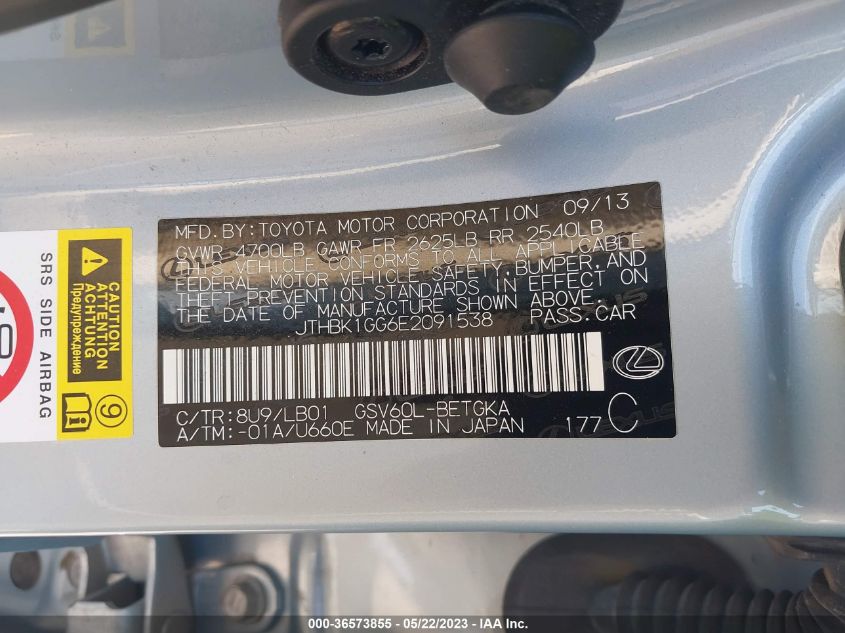 MFD.BY: TOYOTA MOTOR CORPORATION 09/13
GVWR 4700LB GAWR FR 2625LB RR 2540LB
THIS VEHICLE CONFORMS TO ALL APPLICABLE
FEDERAL MOTOR VEHICLE SAFETY, BUMPER, AND
THEFT PREVENTION STANDARDS IN EFFECT ON
THE DATE OF MANUFACTURE SHOWN ABOVE.
JTHBK1GG6E2091538 PASS.CAR
C/TR: 8U9/LB01 GSV60L-BETGKA
A/TM: -01A/U660E MADE IN JAPAN 177 C
CAUTION
ACHTUNG
ATTENTION
Предупреждение
9
SRS SIDE AIRBAG
000-36573855 - 05/22/2023 - © IAA Inc.